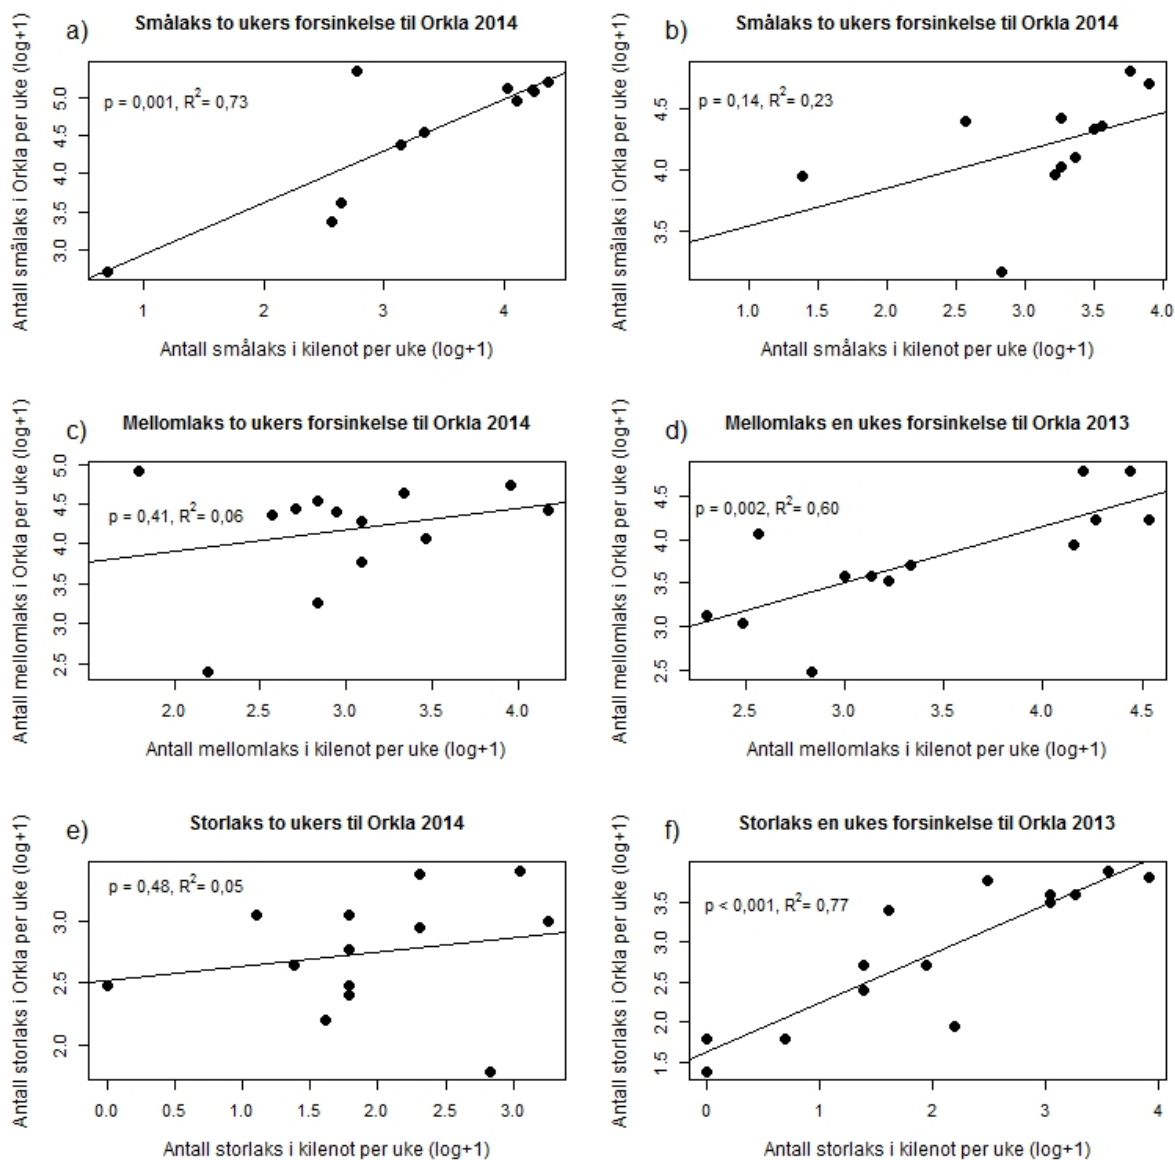 a)
Smålaks to ukers forsinkelse til Orkla 2014
Antall smålaks i Orkla per uke (log+1)
5.0
4.5
4.0
3.5
3.0
p = 0,001, R²= 0,73
1 2 3 4
Antall smålaks i kilenot per uke (log+1)
b)
Smålaks to ukers forsinkelse til Orkla 2014
Antall smålaks i Orkla per uke (log+1)
4.5
4.0
3.5
p = 0,14, R²= 0,23
1.0 1.5 2.0 2.5 3.0 3.5 4.0
Antall smålaks i kilenot per uke (log+1)
c)
Mellomlaks to ukers forsinkelse til Orkla 2014
Antall mellomlaks i Orkla per uke (log+1)
5.0
4.5
4.0
3.5
3.0
2.5
p = 0,41, R²= 0,06
2.0 2.5 3.0 3.5 4.0
Antall mellomlaks i kilenot per uke (log+1)
d)
Mellomlaks en ukes forsinkelse til Orkla 2013
Antall mellomlaks i Orkla per uke (log+1)
4.5
4.0
3.5
3.0
2.5
p = 0,002, R²= 0,60
2.5 3.0 3.5 4.0 4.5
Antall mellomlaks i kilenot per uke (log+1)
e)
Storlaks to ukers til Orkla 2014
Antall storlaks i Orkla per uke (log+1)
3.0
2.5
2.0
p = 0,48, R²= 0,05
0.0 0.5 1.0 1.5 2.0 2.5 3.0
Antall storlaks i kilenot per uke (log+1)
f)
Storlaks en ukes forsinkelse til Orkla 2013
Antall storlaks i Orkla per uke (log+1)
3.5
3.0
2.5
2.0
1.5
p < 0,001, R²= 0,77
0 1 2 3 4
Antall storlaks i kilenot per uke (log+1)